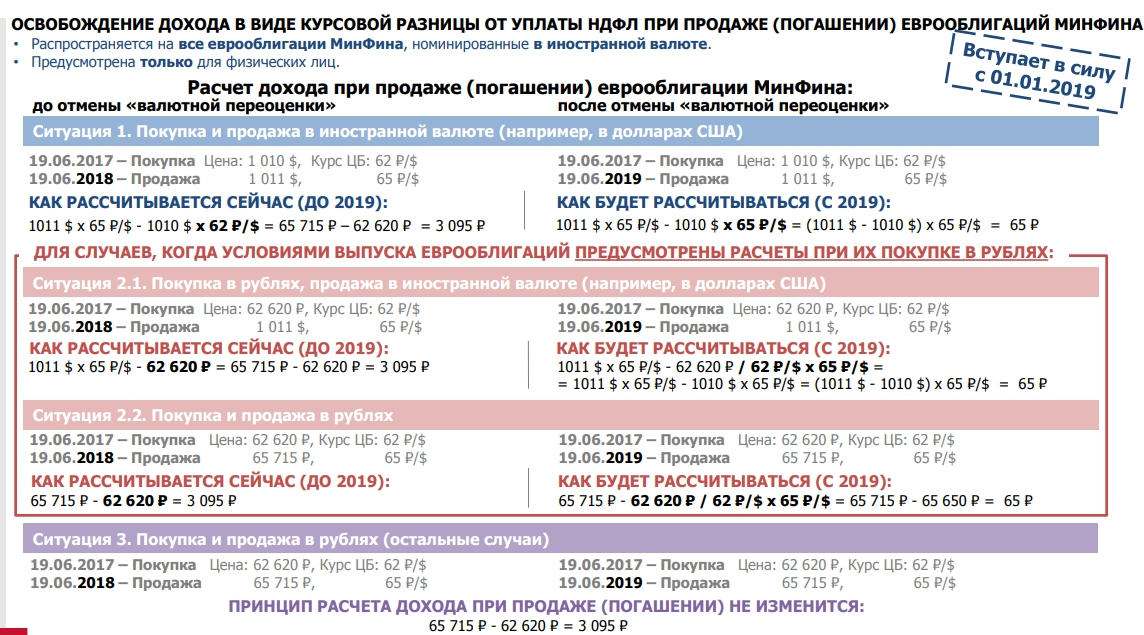 ОСВОБОЖДЕНИЕ ДОХОДА В ВИДЕ КУРСОВОЙ РАЗНИЦЫ ОТ УПЛАТЫ НДФЛ ПРИ ПРОДАЖЕ (ПОГАШЕНИИ) ЕВРООБЛИГАЦИЙ МИНФИНА
• Распространяется на все еврооблигации МинФина, номинированные в иностранной валюте.
• Предусмотрена только для физических лиц.
Вступает в силу
с 01.01.2019
Расчет дохода при продаже (погашении) еврооблигации МинФина:
до отмены «валютной переоценки»
после отмены «валютной переоценки»
Ситуация 1. Покупка и продажа в иностранной валюте (например, в долларах США)
19.06.2017 – Покупка Цена: 1 010 $, Курс ЦБ: 62 ₽/$
19.06.2018 – Продажа 1 011 $, 65 ₽/$
КАК РАССЧИТЫВАЕТСЯ СЕЙЧАС (ДО 2019):
1011 $ x 65 ₽/$ - 1010 $ x 62 ₽/$ = 65 715 ₽ – 62 620 ₽ = 3 095 ₽
19.06.2017 – Покупка Цена: 1 010 $, Курс ЦБ: 62 ₽/$
19.06.2019 – Продажа 1 011 $, 65 ₽/$
КАК БУДЕТ РАССЧИТЫВАТЬСЯ (С 2019):
1011 $ x 65 ₽/$ - 1010 $ x 65 ₽/$ = (1011 $ - 1010 $) x 65 ₽/$ = 65 ₽
ДЛЯ СЛУЧАЕВ, КОГДА УСЛОВИЯМИ ВЫПУСКА ЕВРООБЛИГАЦИЙ ПРЕДУСМОТРЕНЫ РАСЧЕТЫ ПРИ ИХ ПОКУПКЕ В РУБЛЯХ:
Ситуация 2.1. Покупка в рублях, продажа в иностранной валюте (например, в долларах США)
19.06.2017 – Покупка Цена: 62 620 ₽, Курс ЦБ: 62 ₽/$
19.06.2018 – Продажа 1 011 $, 65 ₽/$
КАК РАССЧИТЫВАЕТСЯ СЕЙЧАС (ДО 2019):
1011 $ x 65 ₽/$ - 62 620 ₽ = 65 715 ₽ - 62 620 ₽ = 3 095 ₽
19.06.2017 – Покупка Цена: 62 620 ₽, Курс ЦБ: 62 ₽/$
19.06.2019 – Продажа 1 011 $, 65 ₽/$
КАК БУДЕТ РАССЧИТЫВАТЬСЯ (С 2019):
1011 $ x 65 ₽/$ - 62 620 ₽ / 62 ₽/$ x 65 ₽/$ =
= 1011 $ x 65 ₽/$ - 1010 $ x 65 ₽/$ = (1011 $ - 1010 $) x 65 ₽/$ = 65 ₽
Ситуация 2.2. Покупка и продажа в рублях
19.06.2017 – Покупка Цена: 62 620 ₽, Курс ЦБ: 62 ₽/$
19.06.2018 – Продажа 65 715 ₽, 65 ₽/$
КАК РАССЧИТЫВАЕТСЯ СЕЙЧАС (ДО 2019):
65 715 ₽ - 62 620 ₽ = 3 095 ₽
19.06.2017 – Покупка Цена: 62 620 ₽, Курс ЦБ: 62 ₽/$
19.06.2019 – Продажа 65 715 ₽, 65 ₽/$
КАК БУДЕТ РАССЧИТЫВАТЬСЯ (С 2019):
65 715 ₽ - 62 620 ₽ / 62 ₽/$ x 65 ₽/$ = 65 715 ₽ - 65 650 ₽ = 65 ₽
Ситуация 3. Покупка и продажа в рублях (остальные случаи)
19.06.2017 – Покупка Цена: 62 620 ₽, Курс ЦБ: 62 ₽/$
19.06.2018 – Продажа 65 715 ₽, 65 ₽/$
19.06.2017 – Покупка Цена: 62 620 ₽, Курс ЦБ: 62 ₽/$
19.06.2019 – Продажа 65 715 ₽, 65 ₽/$
ПРИНЦИП РАСЧЕТА ДОХОДА ПРИ ПРОДАЖЕ (ПОГАШЕНИИ) НЕ ИЗМЕНИТСЯ:
65 715 ₽ - 62 620 ₽ = 3 095 ₽